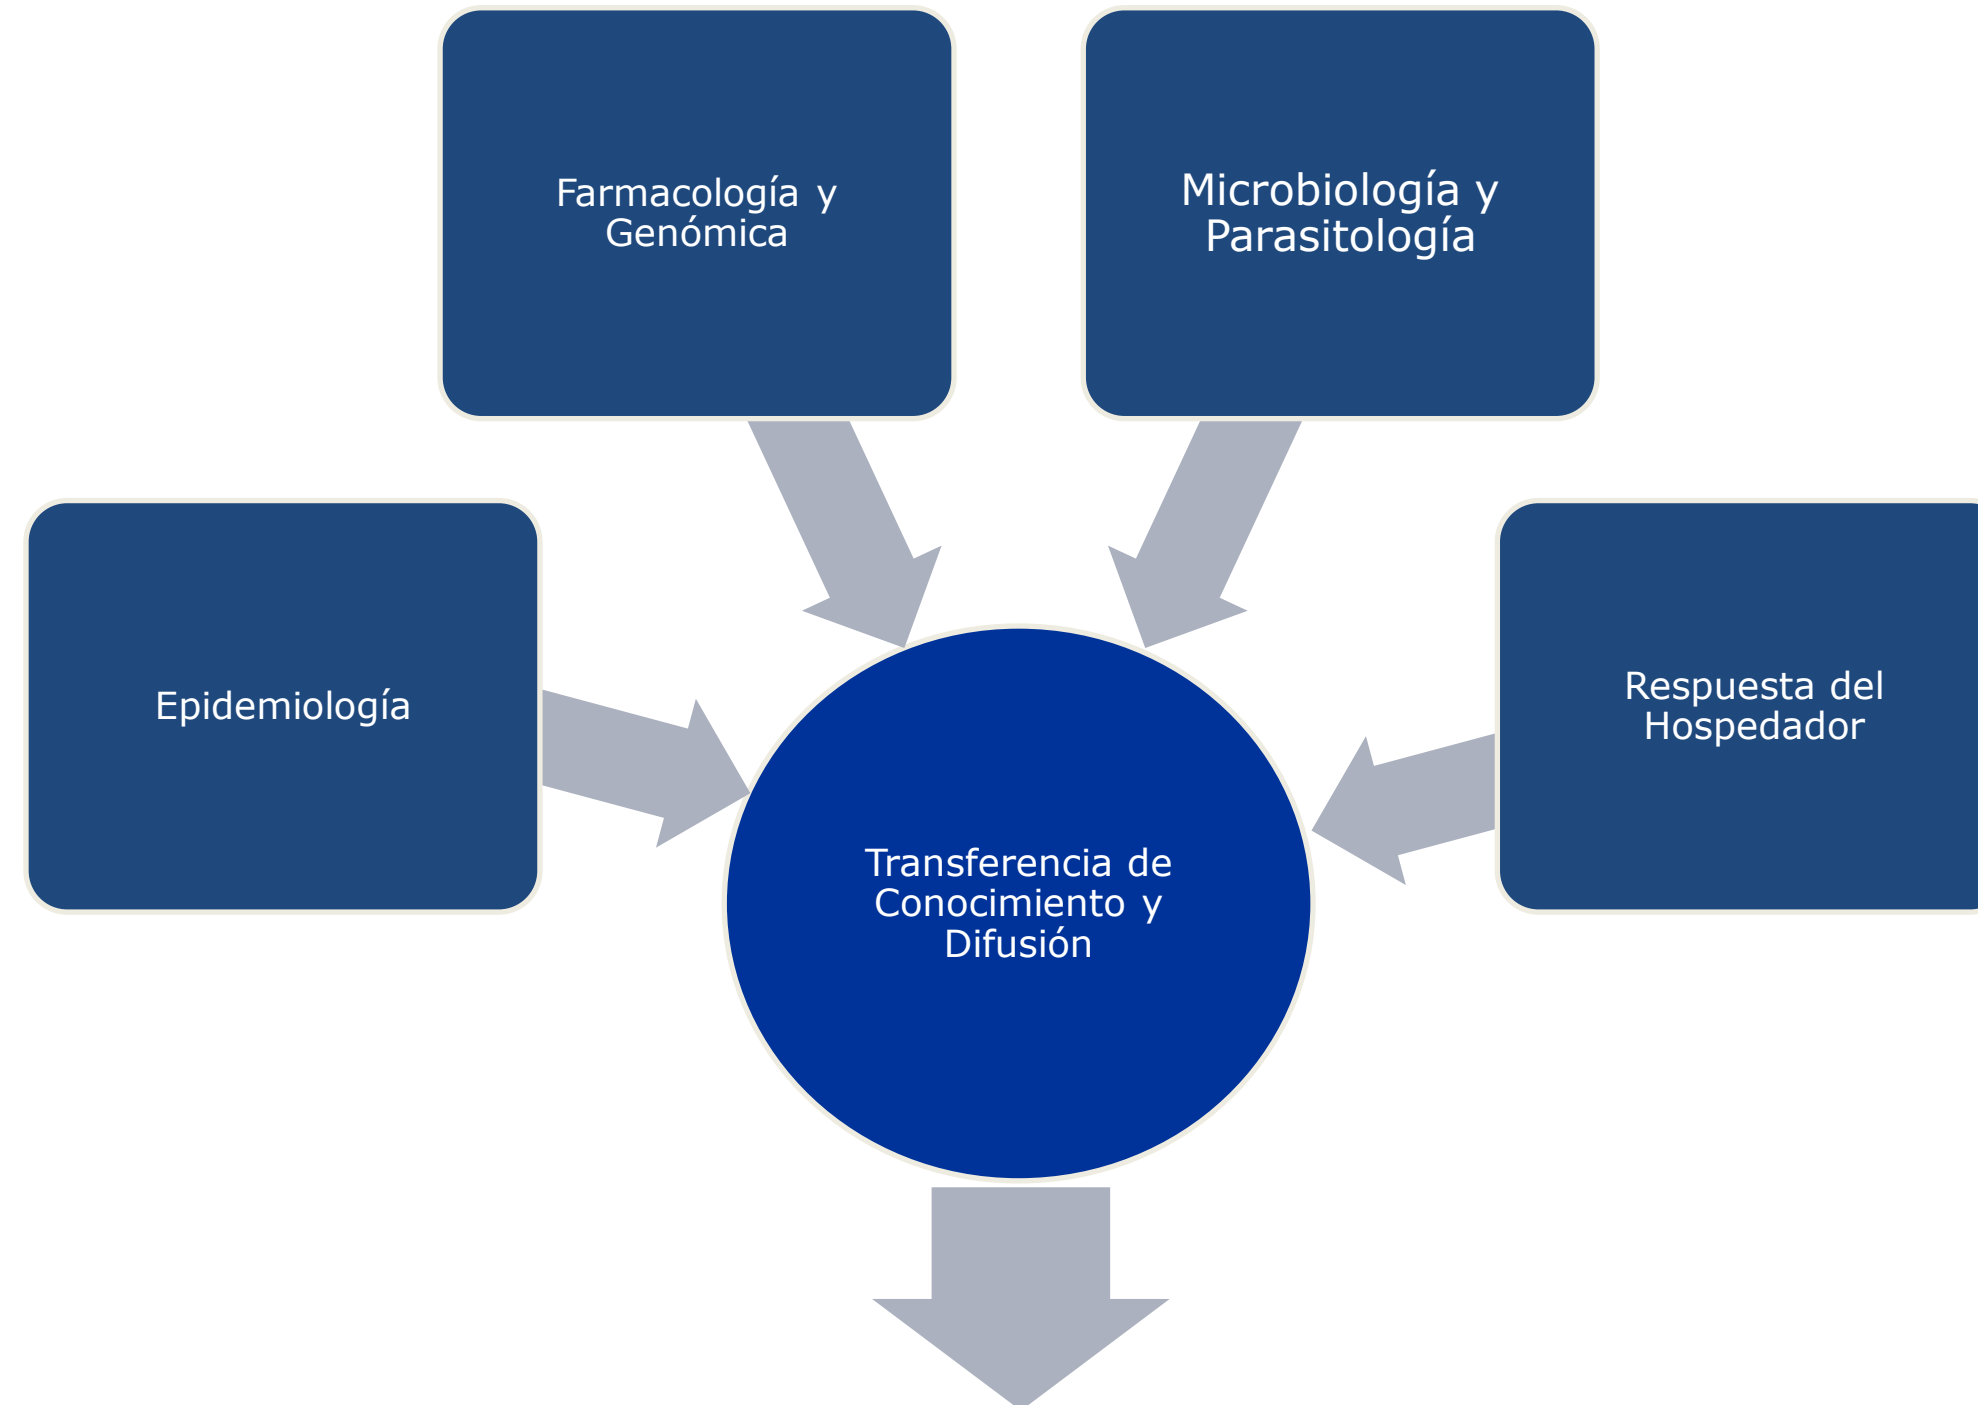 Farmacología y
Genómica
Microbiología y
Parasitología
Epidemiología
Respuesta del
Hospedador
Transferencia de
Conocimiento y
Difusión